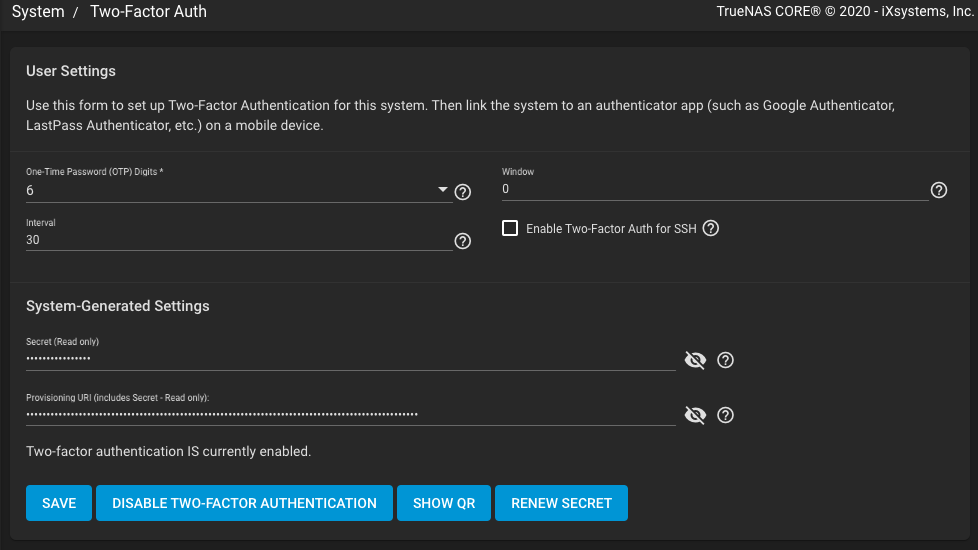 System / Two-Factor Auth
TrueNAS CORE® © 2020 - iXsystems, Inc.
User Settings
Use this form to set up Two-Factor Authentication for this system. Then link the system to an authenticator app (such as Google Authenticator,
LastPass Authenticator, etc.) on a mobile device.
One-Time Password (OTP) Digits *
6
Window
0
Interval
30
Enable Two-Factor Auth for SSH
System-Generated Settings
Secret (Read only)
Provisioning URI (includes Secret - Read only):
Two-factor authentication IS currently enabled.
SAVE
DISABLE TWO-FACTOR AUTHENTICATION
SHOW QR
RENEW SECRET